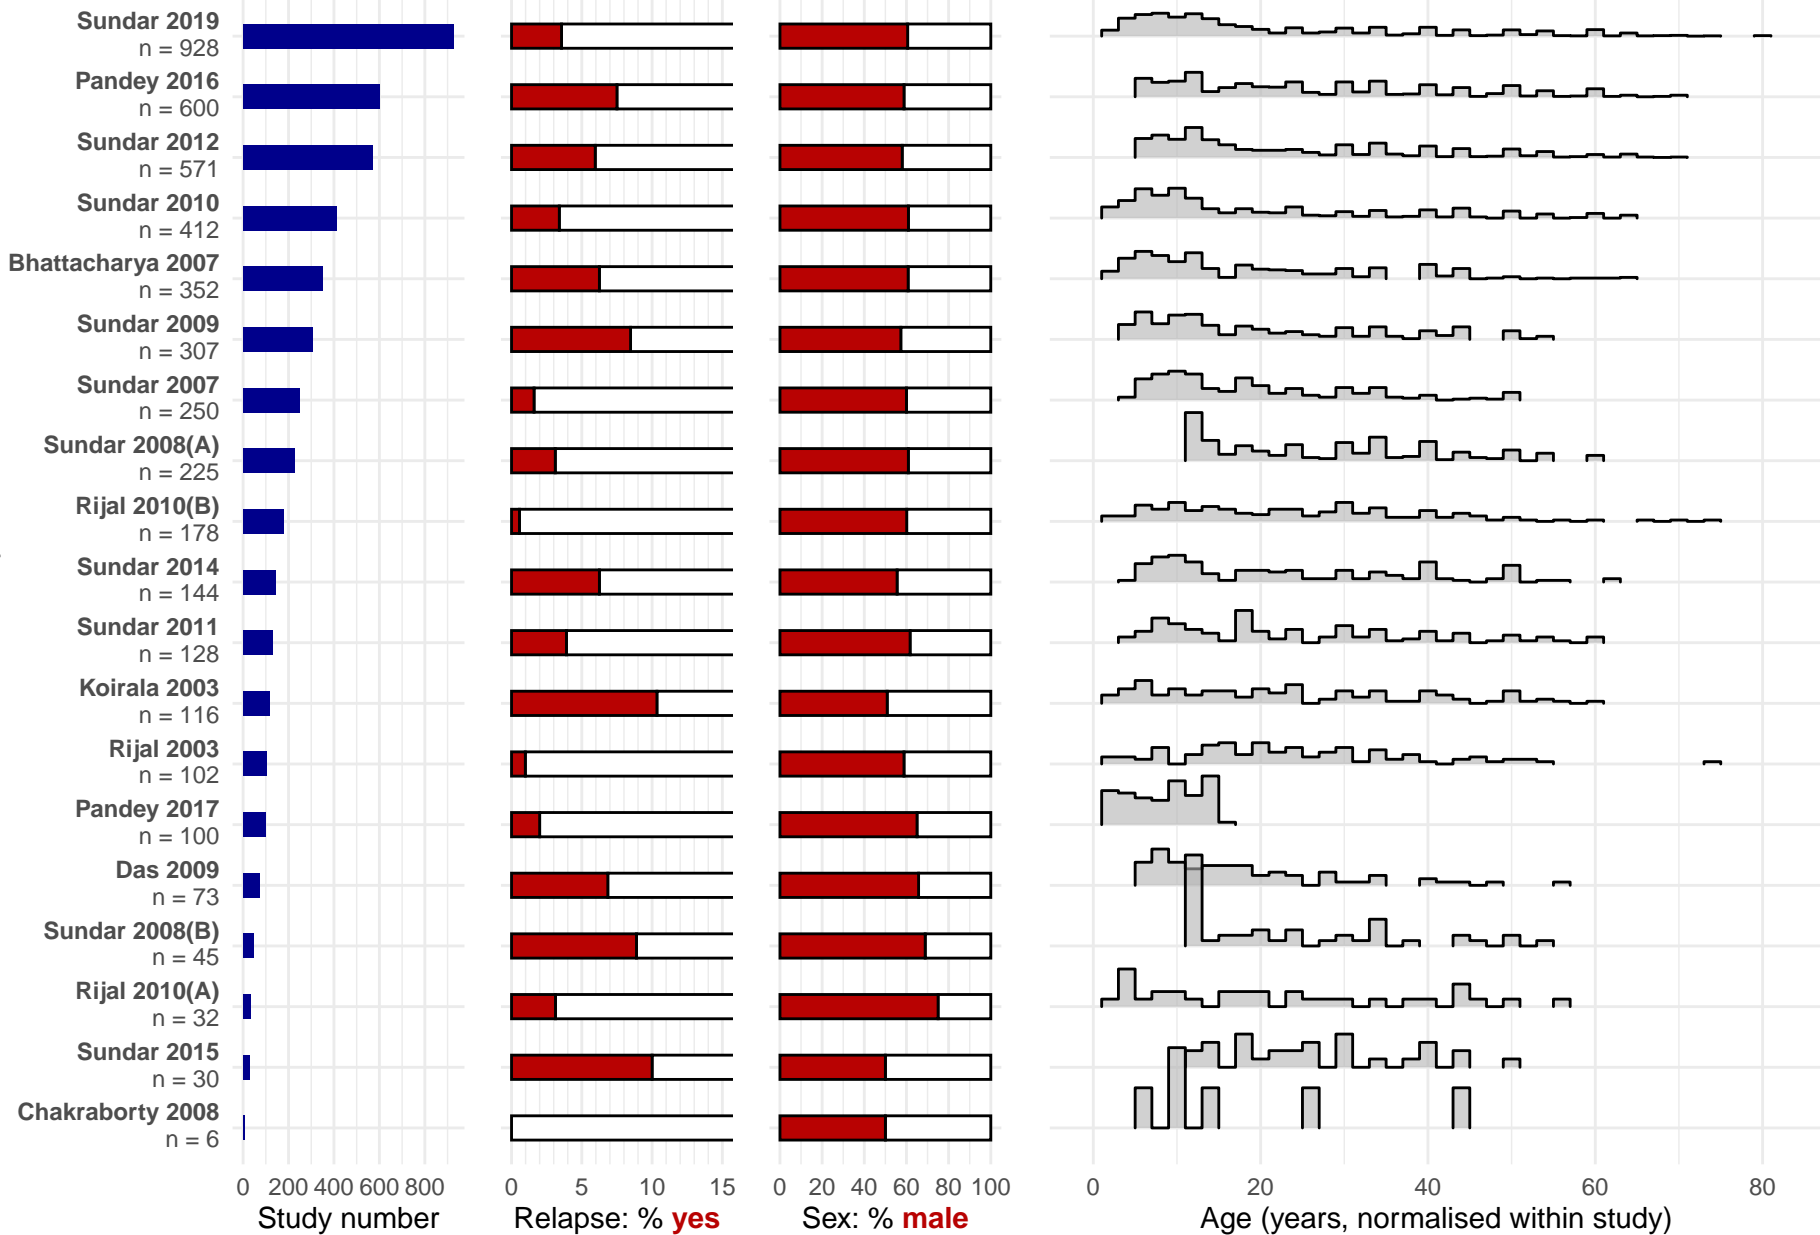 Sundar 2019
n = 928
Pandey 2016
n = 600
Sundar 2012
n = 571
Sundar 2010
n = 412
Bhattacharya 2007
n = 352
Sundar 2009
n = 307
Sundar 2007
n = 250
Sundar 2008(A)
n = 225
Rijal 2010(B)
n = 178
Sundar 2014
n = 144
Sundar 2011
n = 128
Koirala 2003
n = 116
Rijal 2003
n = 102
Pandey 2017
n = 100
Das 2009
n = 73
Sundar 2008(B)
n = 45
Rijal 2010(A)
n = 32
Sundar 2015
n = 30
Chakraborty 2008
n = 6
0 200 400 600 800
Study number
0 5 10 15
Relapse: % yes
0 20 40 60 80 100
Sex: % male
0 20 40 60 80
Age (years, normalised within study)